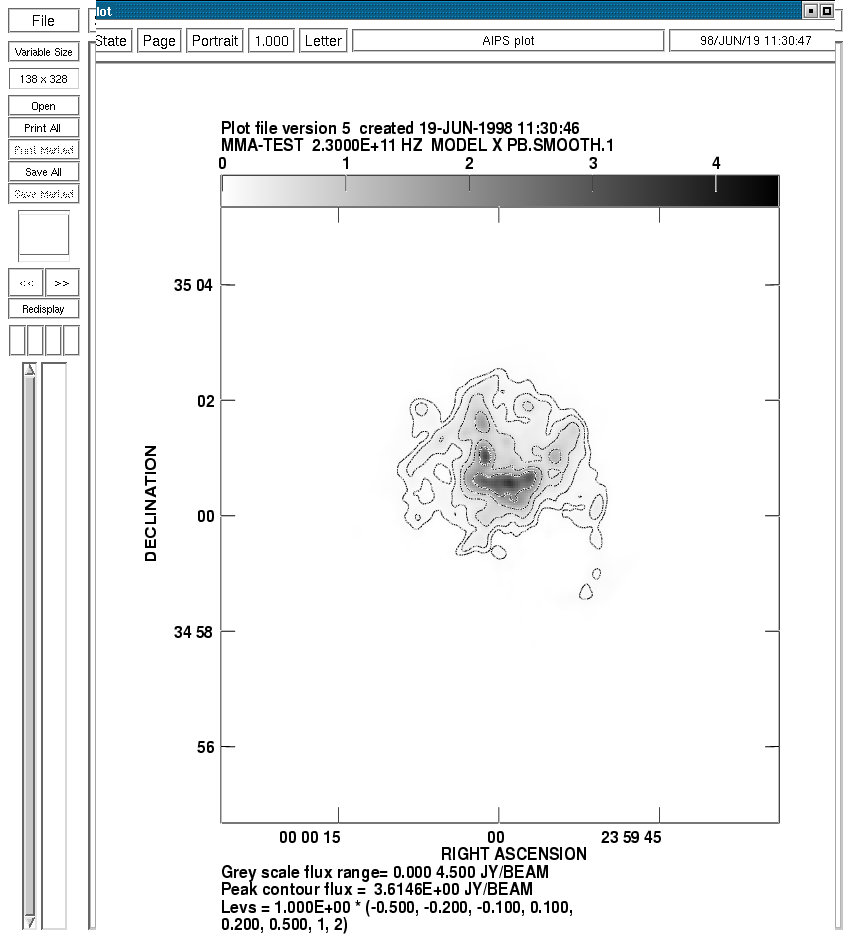 lot
File
State Page Portrait 1.000 Letter AIPS plot 98/JUN/19 11:30:47
Variable Size
138 x 328
Open
Print All
Print Marked
Save All
Save Marked
<< >>
Redisplay
Plot file version 5 created 19-JUN-1998 11:30:46
MMA-TEST 2.3000E+11 HZ MODEL X PB.SMOOTH.1
0 1 2 3 4
35 04
02
00
34 58
56
DECLINATION
00 00 15 00 23 59 45
RIGHT ASCENSION
Grey scale flux range= 0.000 4.500 JY/BEAM
Peak contour flux = 3.6146E+00 JY/BEAM
Levs = 1.000E+00 * (-0.500, -0.200, -0.100, 0.100,
0.200, 0.500, 1, 2)